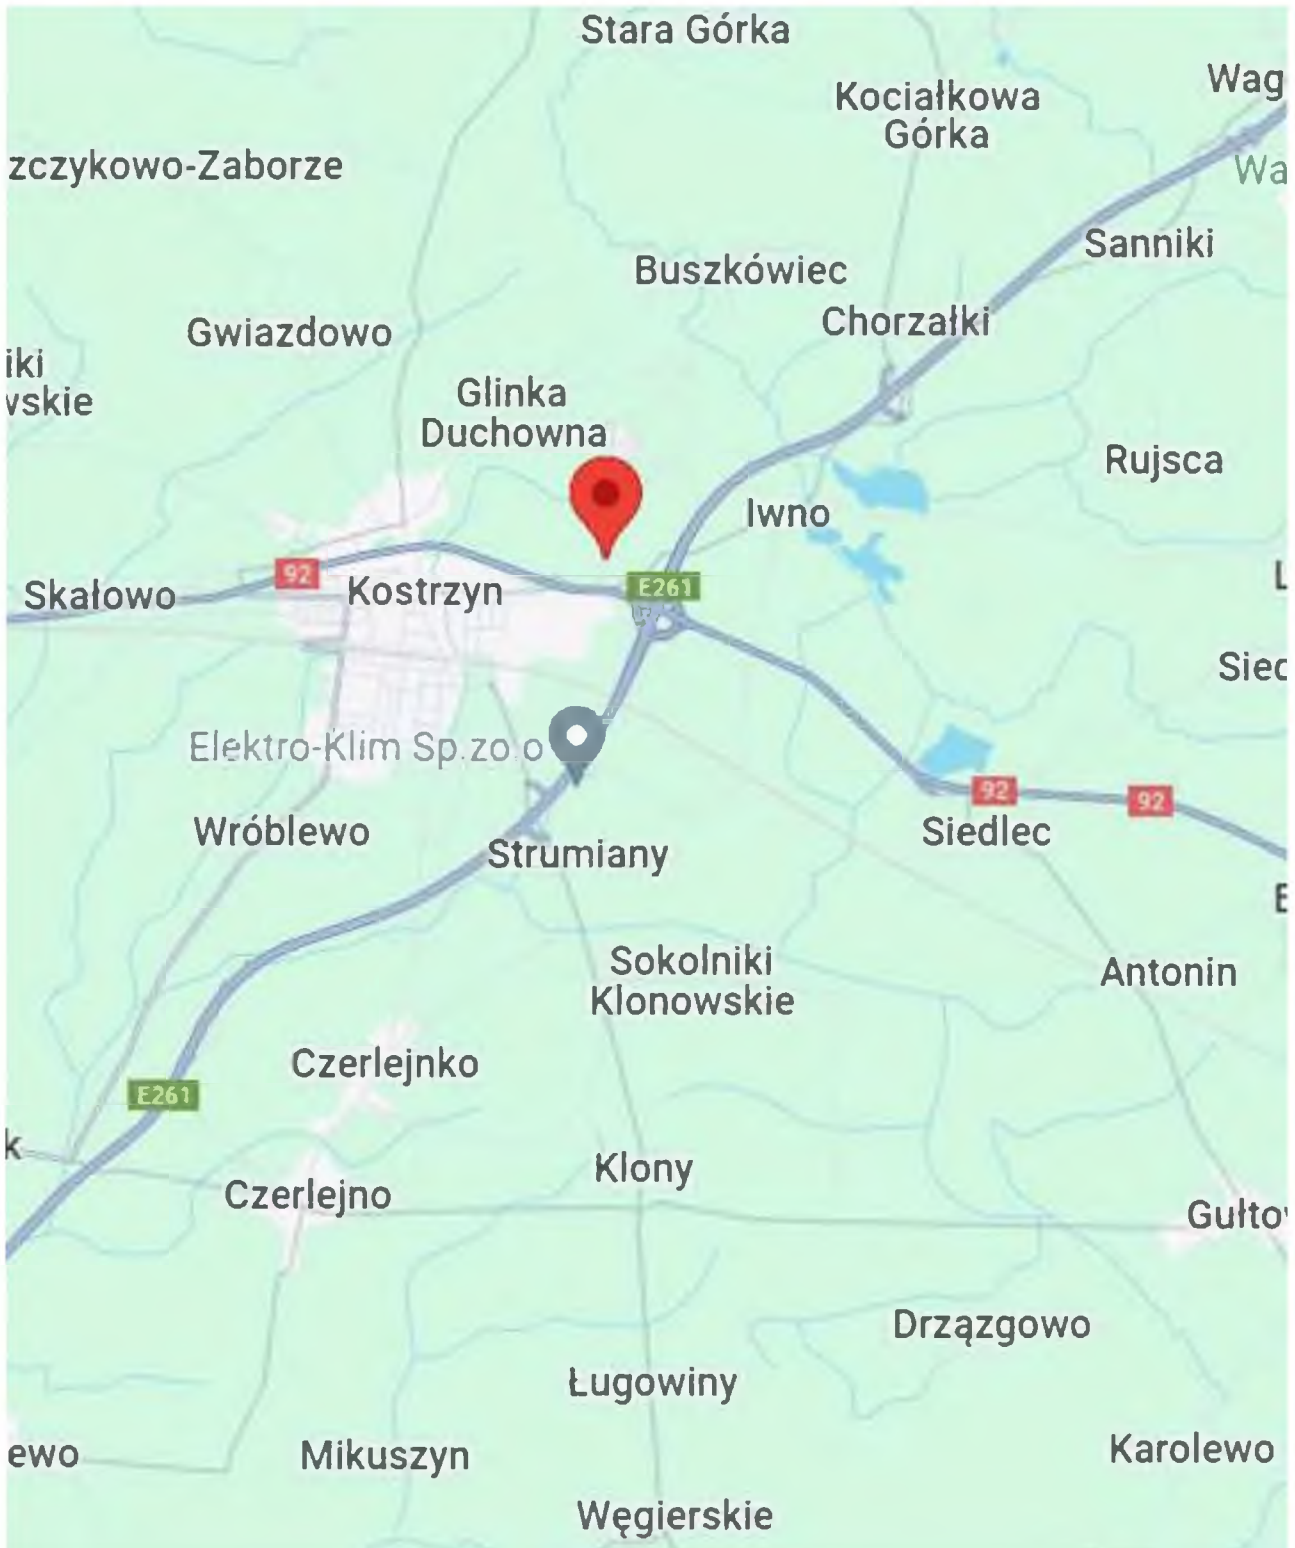 Stara Górka
Kociałkowa
Górka
Wag
zczykowo-Zaborze
Wa
Sanniki
Buszkówiec
Chorzałki
Gwiazdowo
iki
wskie
Glinka
Duchowna
Rujsca
Iwno
92
Skałowo
Kostrzyn
E261
L
Siec
Elektro-Klim Sp.zo.o
92
92
Wróblewo
Siedlec
Strumiany
E
Sokolniki
Klonowskie
Antonin
Czerlejnko
E261
k
Klony
Czerlejno
Gułto
Drzązgowo
Ługowiny
ewo
Mikuszyn
Karolewo
Węgierskie